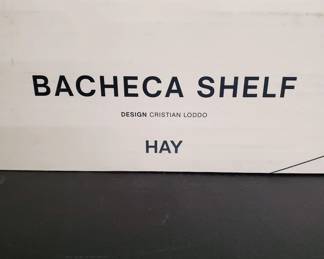 BACHECA SHELF
DESIGN CRISTIAN LODDO
HAY